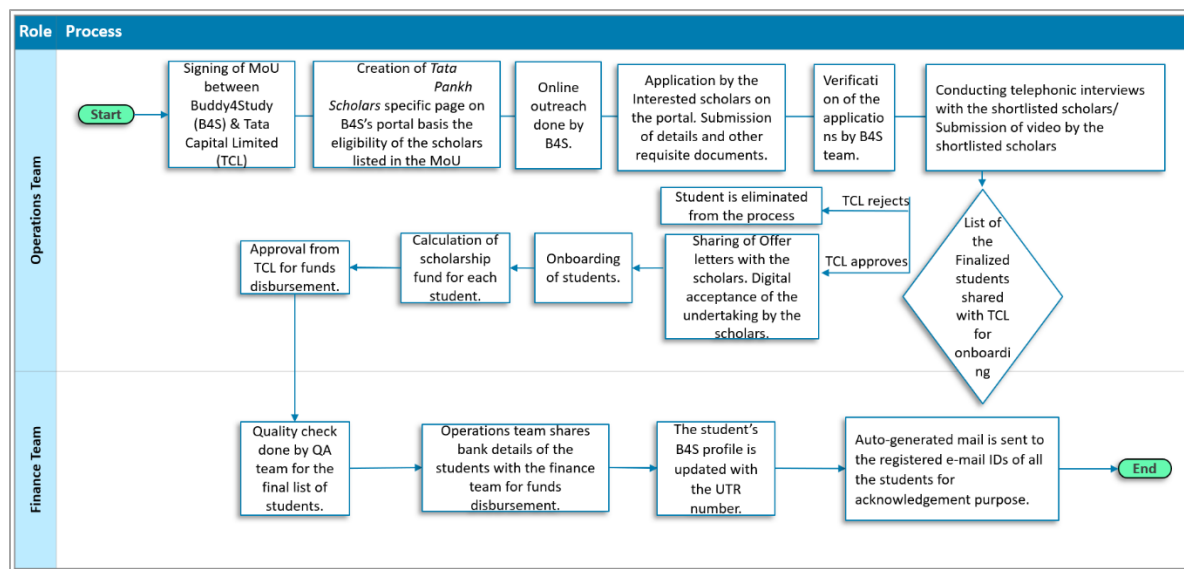 Role
Process
Operations Team
Start
Signing of MoU
between
Buddy4Study
(B4S) & Tata
Capital Limited
(TCL)
Creation of Tata
Pankh
Scholars specific page on
B4S's portal basis the
eligibility of the scholars
listed in the MoU
Online
outreach
done by
B4S.
Application by the
Interested scholars on
the portal. Submission
of details and other
requisite documents.
Verificati
on of the
applicatio
ns by B4S
team.
Conducting telephonic interviews
with the shortlisted scholars/
Submission of video by the
shortlisted scholars
List of
the
Finalized
students
shared
with TCL
for
onboardi
ng
TCL rejects
Student is eliminated
from the process
TCL approves
Sharing of Offer
letters with the
scholars. Digital
acceptance of the
undertaking by the
scholars.
Onboarding
of students.
Calculation of
scholarship
fund for each
student.
Approval from
TCL for funds
disbursement.
Finance Team
Quality check
done by QA
team for the
final list of
students.
Operations team shares
bank details of the
students with the finance
team for funds
disbursement.
The student's
B4S profile is
updated with
the UTR
number.
Auto-generated mail is sent to
the registered e-mail IDs of all
the students for
acknowledgement purpose.
End